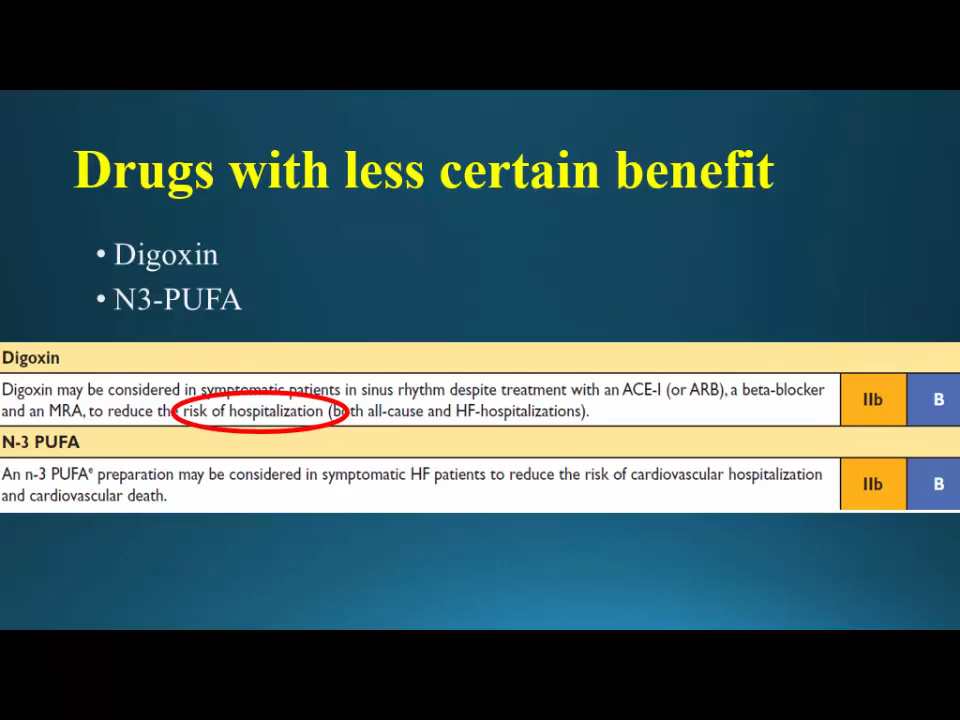 Drugs with less certain benefit
• Digoxin
• N3-PUFA
Digoxin
Digoxin may be considered in symptomatic patients in sinus rhythm despite treatment with an ACE-I (or ARB), a beta-blocker
and an MRA, to reduce the risk of hospitalization (both all-cause and HF-hospitalizations).
IIb
B
N-3 PUFA
An n-3 PUFAe preparation may be considered in symptomatic HF patients to reduce the risk of cardiovascular hospitalization
and cardiovascular death.
IIb
B